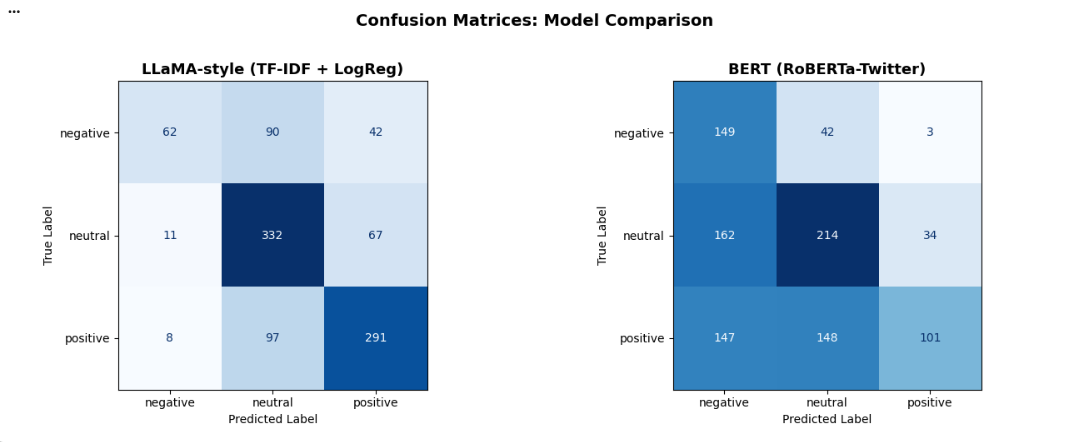 ...
Confusion Matrices: Model Comparison
LLaMA-style (TF-IDF + LogReg)
negative 62 90 42
neutral 11 332 67
positive 8 97 291
True Label
negative neutral positive
Predicted Label
BERT (RoBERTa-Twitter)
negative 149 42 3
neutral 162 214 34
positive 147 148 101
True Label
negative neutral positive
Predicted Label